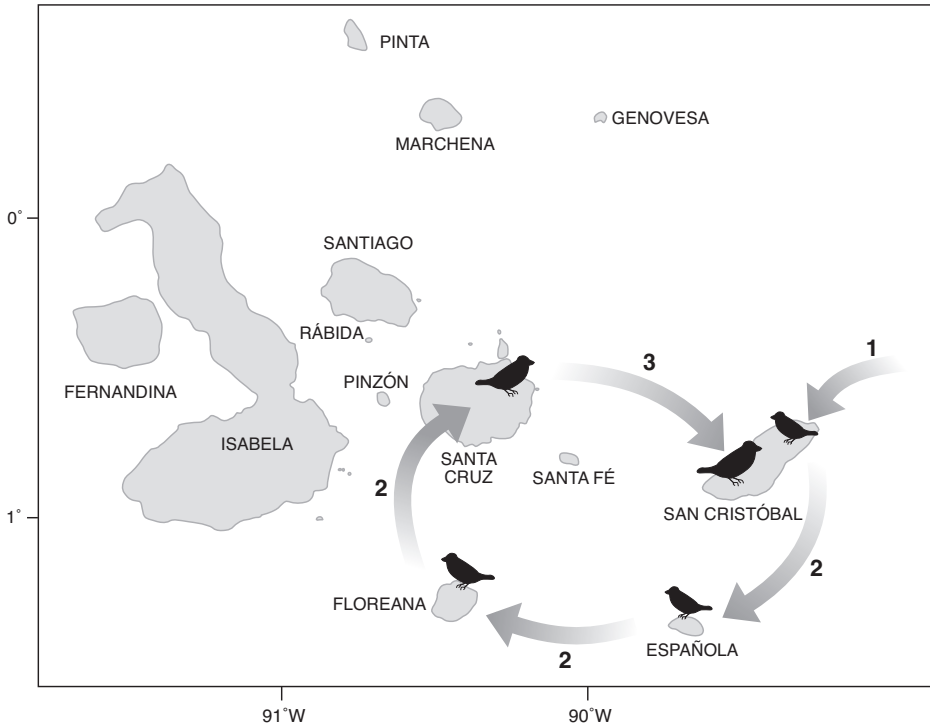 PINTA
GENOVESA
MARCHENA
0°
SANTIAGO
RÁBIDA
3
1
FERNANDINA
PINZÓN
ISABELA
SANTA
CRUZ
SANTA FÉ
2
SAN CRISTÓBAL
1°
2
FLOREANA
ESPAÑOLA
2
91°W
90°W